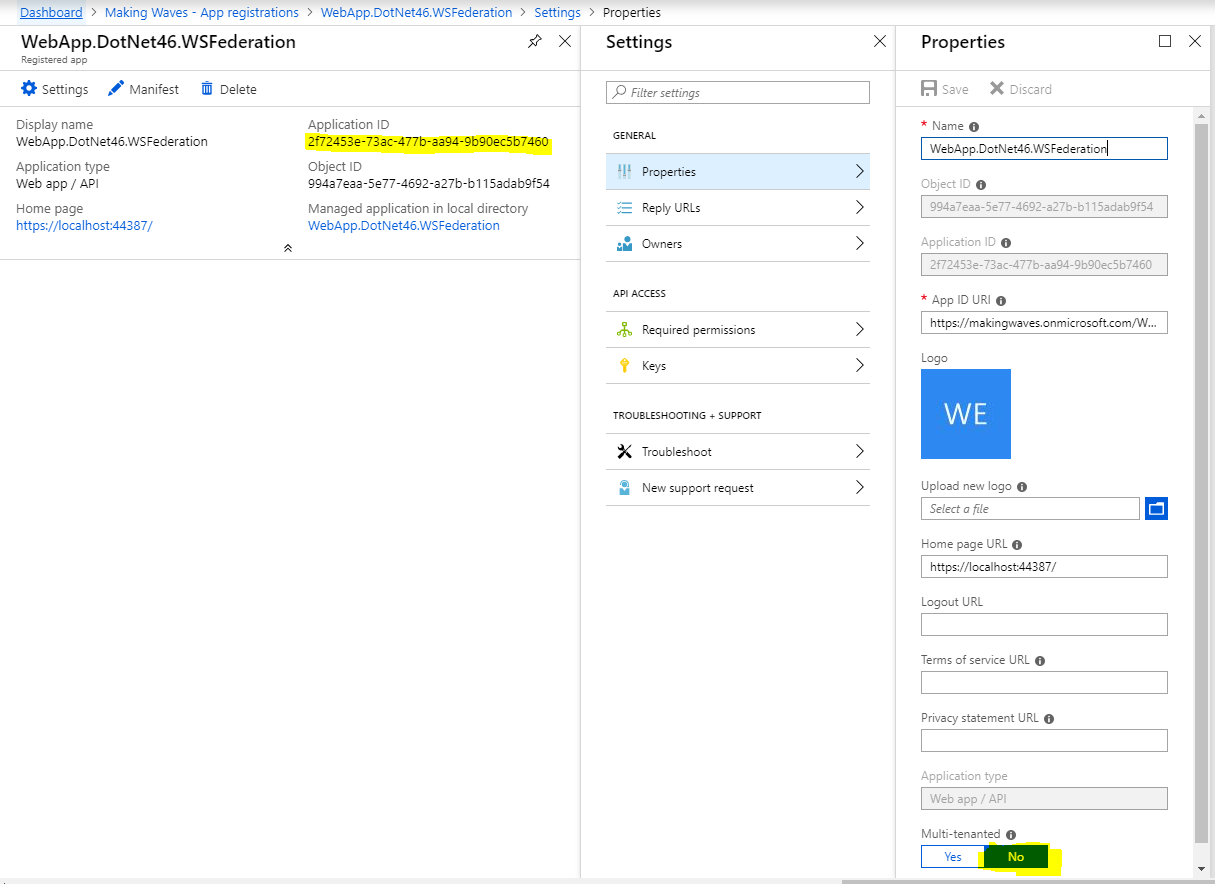 Dashboard > Making Waves - App registrations > WebApp.DotNet46.WSFederation > Settings > Properties
WebApp.DotNet46.WSFederation
Registered app
Settings Manifest Delete
Display name
WebApp.DotNet46.WSFederation
Application type
Web app / API
Home page
https://localhost:44387/
Application ID
2f72453e-73ac-477b-aa94-9b90ec5b7460
Object ID
994a7eaa-5e77-4692-a27b-b115adab9f54
Managed application in local directory
WebApp.DotNet46.WSFederation
Settings
Filter settings
GENERAL
Properties
Reply URLs
Owners
API ACCESS
Required permissions
Keys
TROUBLESHOOTING + SUPPORT
Troubleshoot
New support request
Properties
Save Discard
* Name
WebApp.DotNet46.WSFederation
Object ID
994a7eaa-5e77-4692-a27b-b115adab9f54
Application ID
2f72453e-73ac-477b-aa94-9b90ec5b7460
* App ID URI
https://makingwaves.onmicrosoft.com/W...
Logo
WE
Upload new logo
Select a file
Home page URL
https://localhost:44387/
Logout URL
Terms of service URL
Privacy statement URL
Application type
Web app / API
Multi-tenanted
Yes No